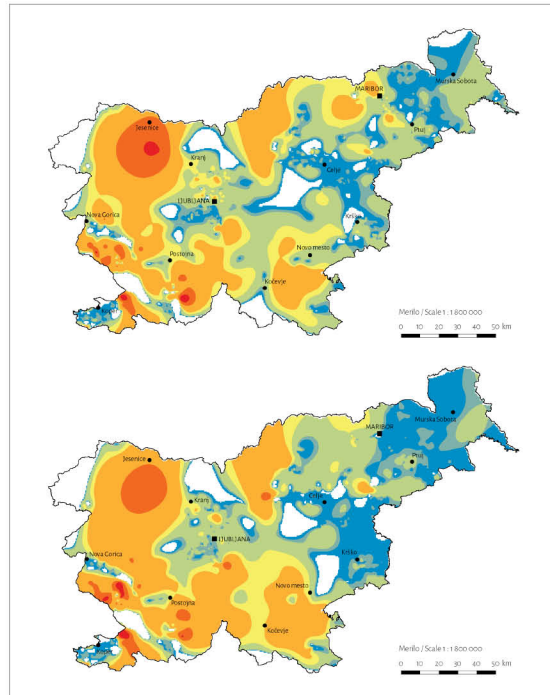 Jesenice
Kranj
LJUBLJANA
Nova Gorica
Postojna
Koper
Kočevje
Novo mesto
Krško
Celje
MARIBOR
Ptuj
Murska Sobota
Merilo / Scale 1 : 1 800 000
0 10 20 30 40 50 km
Jesenice
Kranj
LJUBLJANA
Nova Gorica
Postojna
Kočevje
Novo mesto
Krško
Celje
MARIBOR
Ptuj
Murska Sobota
Merilo / Scale 1 : 1 800 000
0 10 20 30 40 50 km